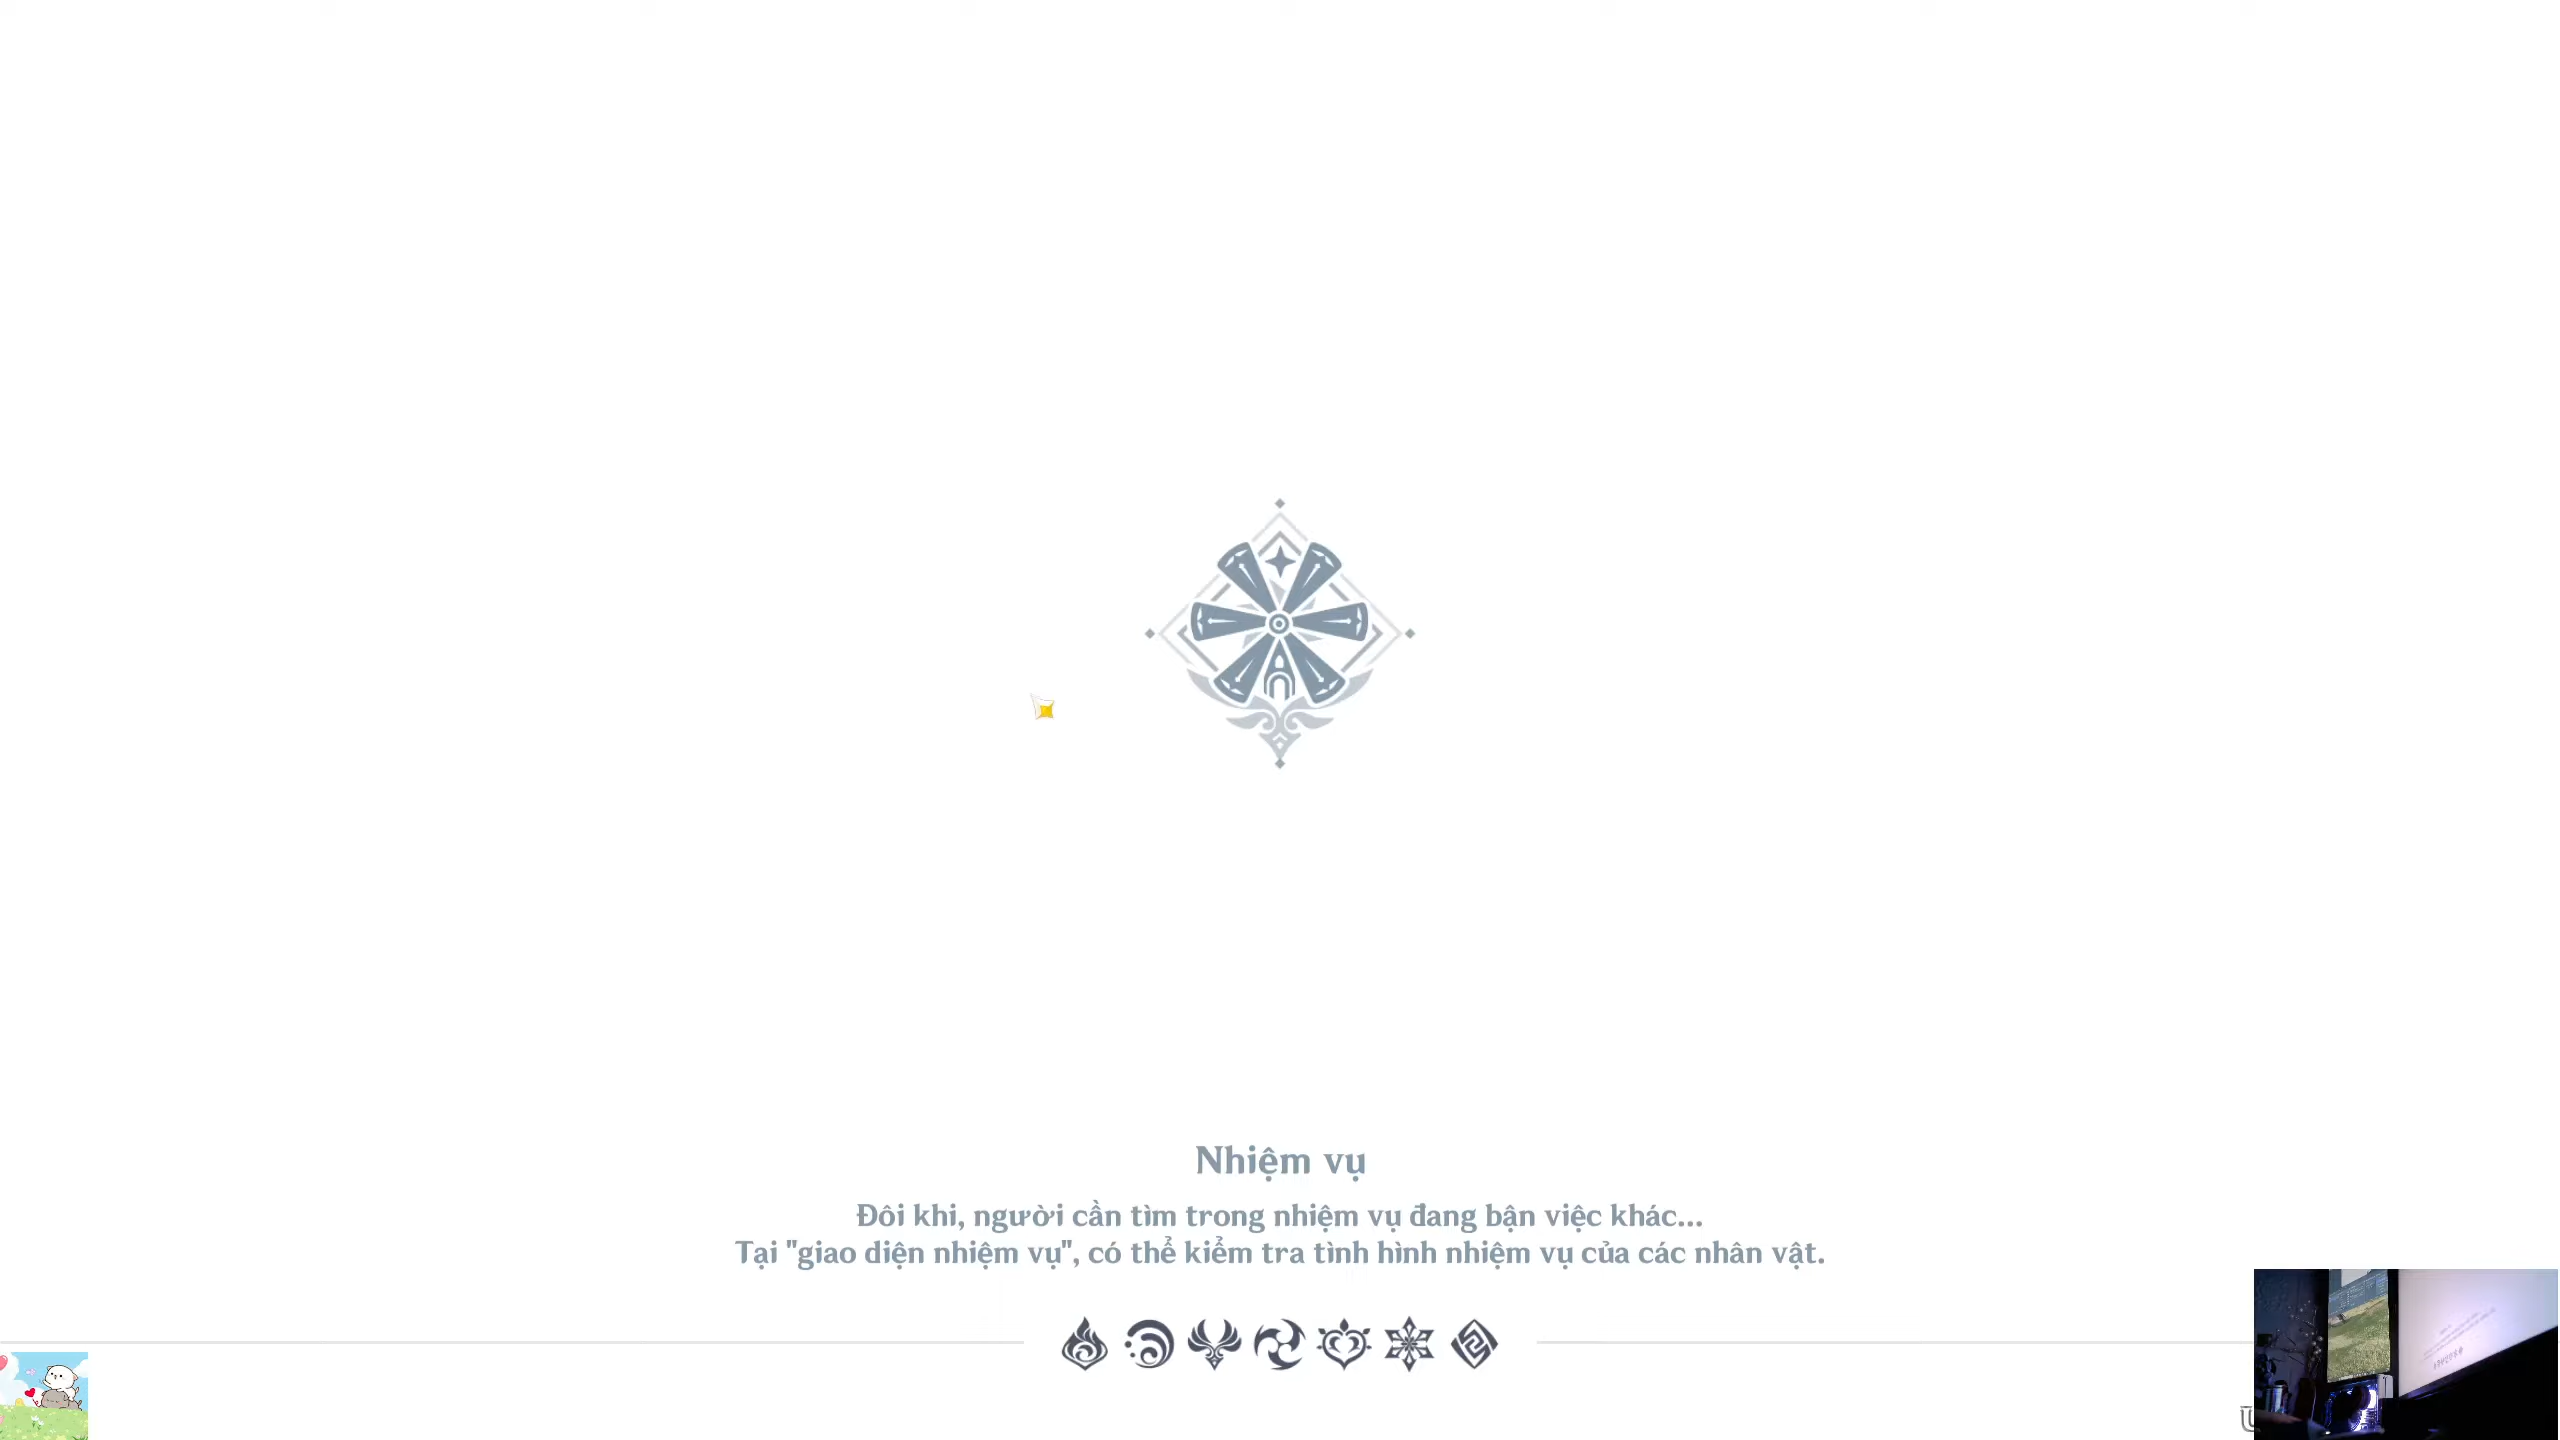 Nhiệm vụ
Đôi khi, người cần tìm trong nhiệm vụ đang bận việc khác...
Tại "giao diện nhiệm vụ", có thể kiểm tra tình hình nhiệm vụ của các nhân vật.